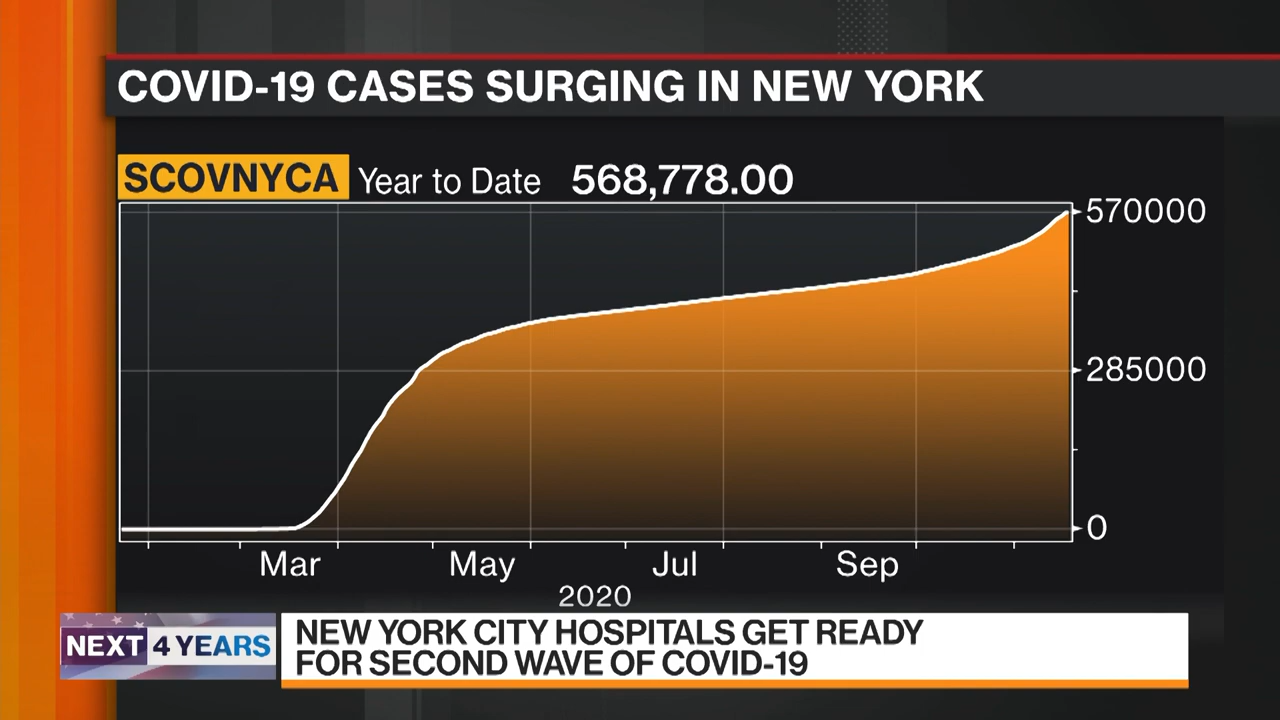 COVID-19 CASES SURGING IN NEW YORK
SCOVNYCA Year to Date 568,778.00
570000
285000
0
Mar May Jul Sep
2020
NEXT 4 YEARS
NEW YORK CITY HOSPITALS GET READY
FOR SECOND WAVE OF COVID-19